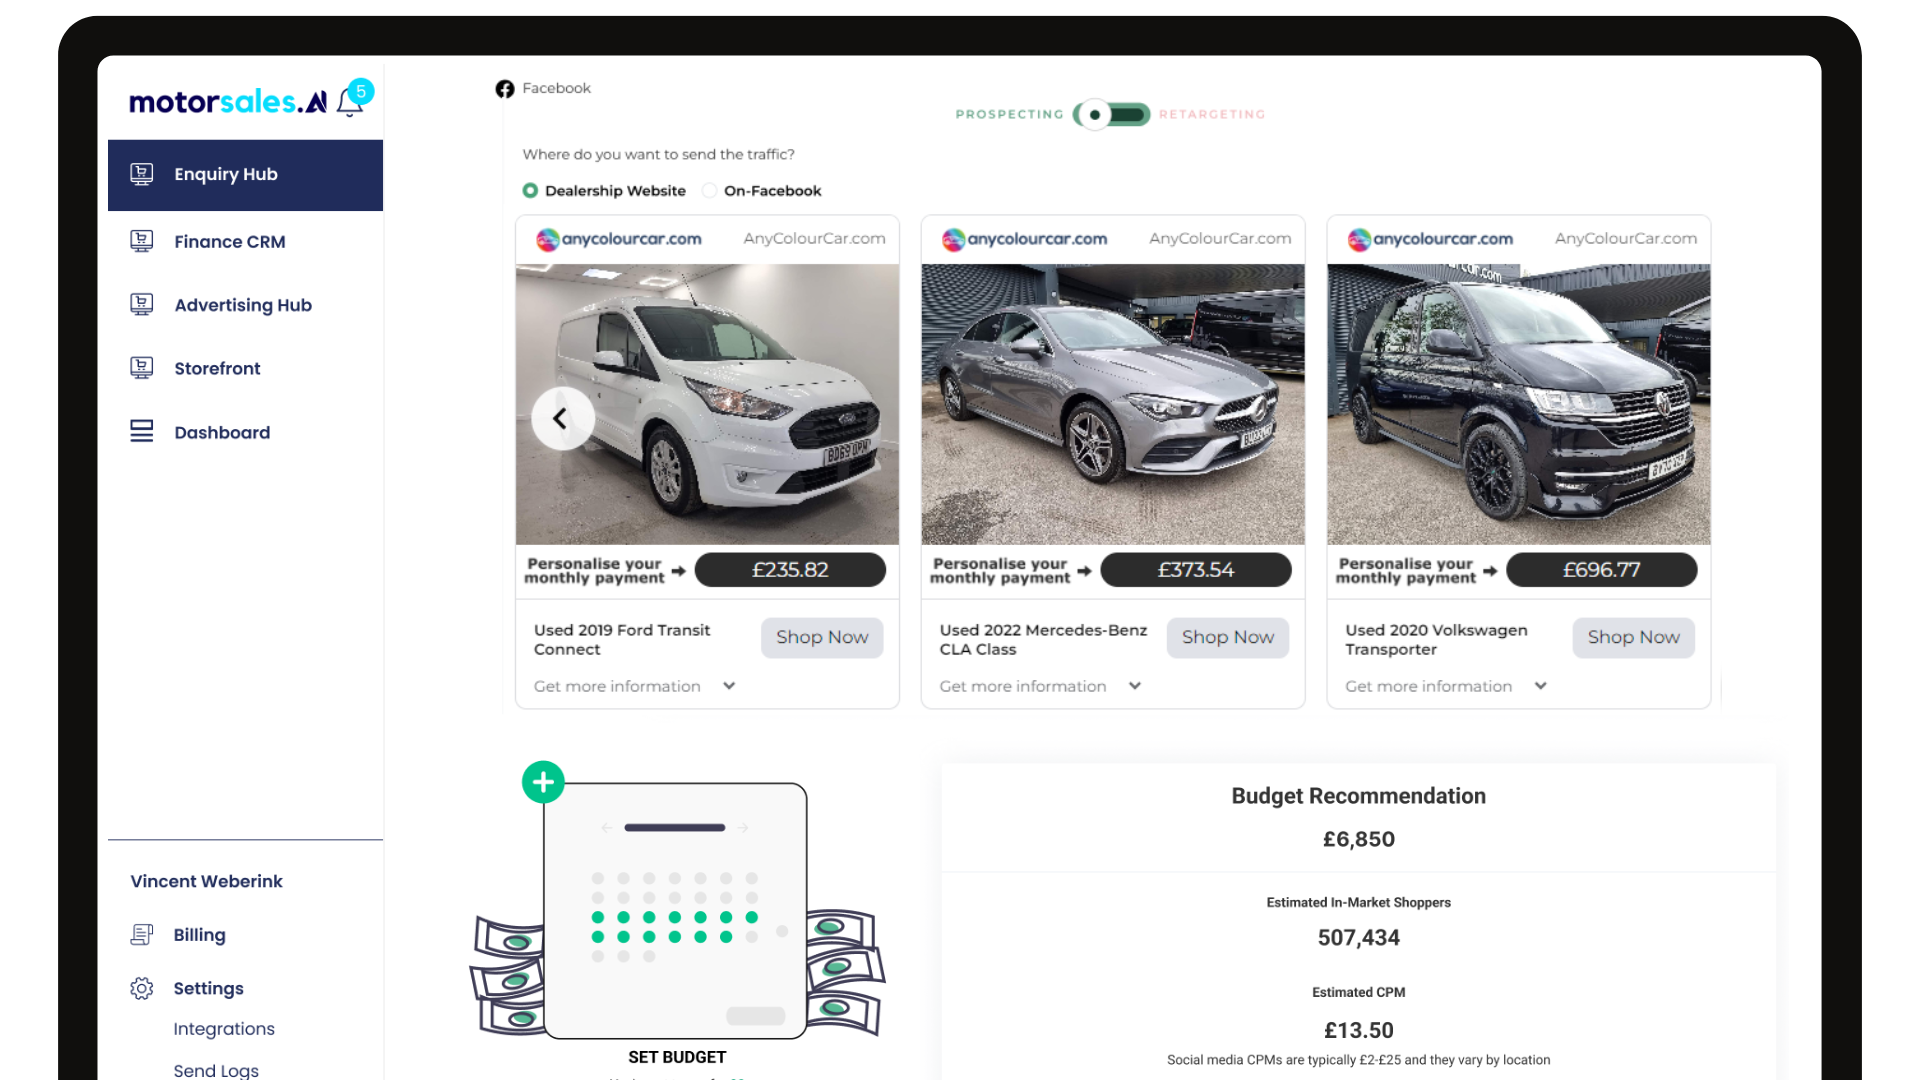 motorsales.AI
5
Enquiry Hub
Finance CRM
Advertising Hub
Storefront
Dashboard
Vincent Weberink
Billing
Settings
Integrations
Send Logs
Facebook
PROSPECTING
RETARGETING
Where do you want to send the traffic?
Dealership Website
On-Facebook
anycolourcar.com
AnyColourCar.com
BD69
Personalise your
monthly payment
£235.82
Used 2019 Ford Transit
Connect
Shop Now
Get more information
anycolourcar.com
AnyColourCar.com
Personalise your
monthly payment
£373.54
Used 2022 Mercedes-Benz
CLA Class
Shop Now
Get more information
anycolourcar.com
AnyColourCar.com
Personalise your
monthly payment
£696.77
Used 2020 Volkswagen
Transporter
Shop Now
Get more information
SET BUDGET
Budget Recommendation
£6,850
Estimated In-Market Shoppers
507,434
Estimated CPM
£13.50
Social media CPMs are typically £2-£25 and they vary by location